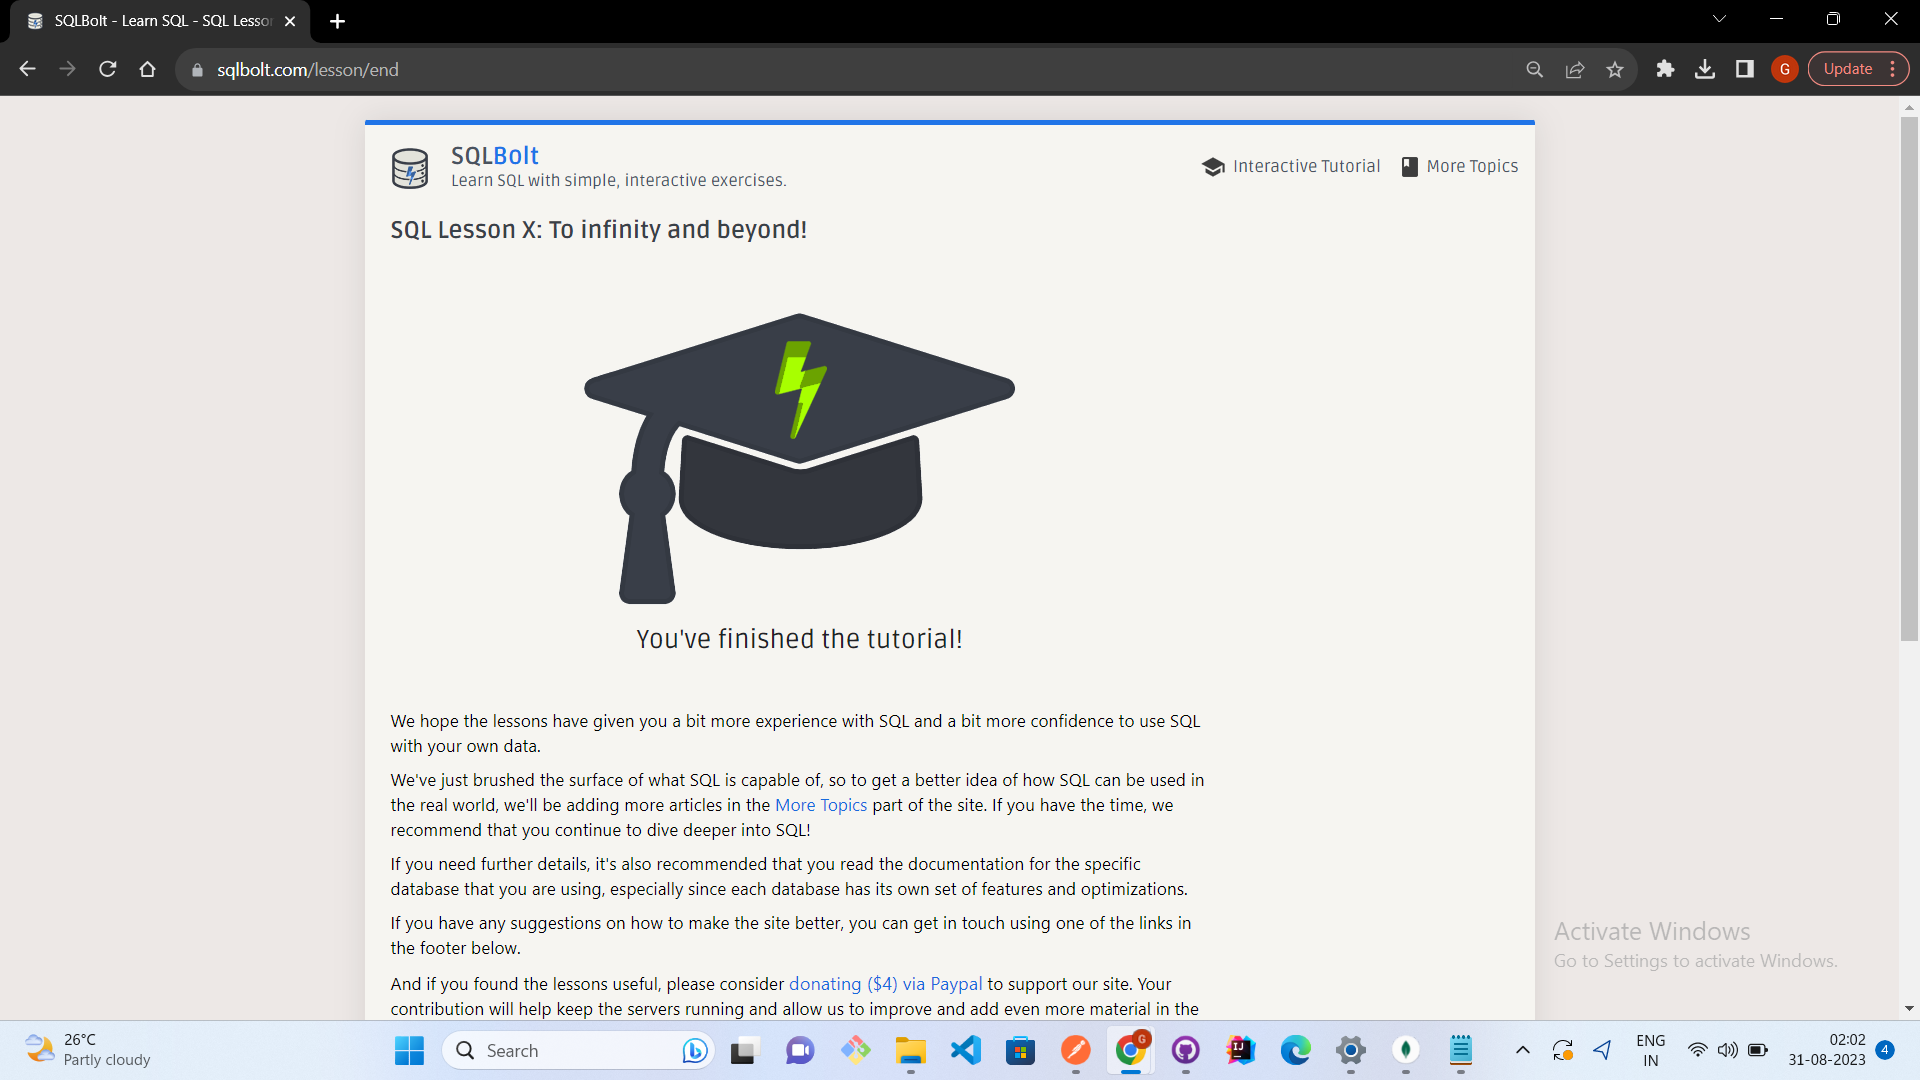 SQLBolt - Learn SQL - SQL Lesson
sqlbolt.com/lesson/end
G
Update
SQLBolt
Learn SQL with simple, interactive exercises.
Interactive Tutorial
More Topics
SQL Lesson X: To infinity and beyond!
You've finished the tutorial!
We hope the lessons have given you a bit more experience with SQL and a bit more confidence to use SQL
with your own data.
We've just brushed the surface of what SQL is capable of, so to get a better idea of how SQL can be used in
the real world, we'll be adding more articles in the More Topics part of the site. If you have the time, we
recommend that you continue to dive deeper into SQL!
If you need further details, it's also recommended that you read the documentation for the specific
database that you are using, especially since each database has its own set of features and optimizations.
If you have any suggestions on how to make the site better, you can get in touch using one of the links in
the footer below.
And if you found the lessons useful, please consider donating ($4) via Paypal to support our site. Your
contribution will help keep the servers running and allow us to improve and add even more material in the
Activate Windows
Go to Settings to activate Windows.
26°C
Partly cloudy
Search
G
IJ
ENG
IN
02:02
31-08-2023
4